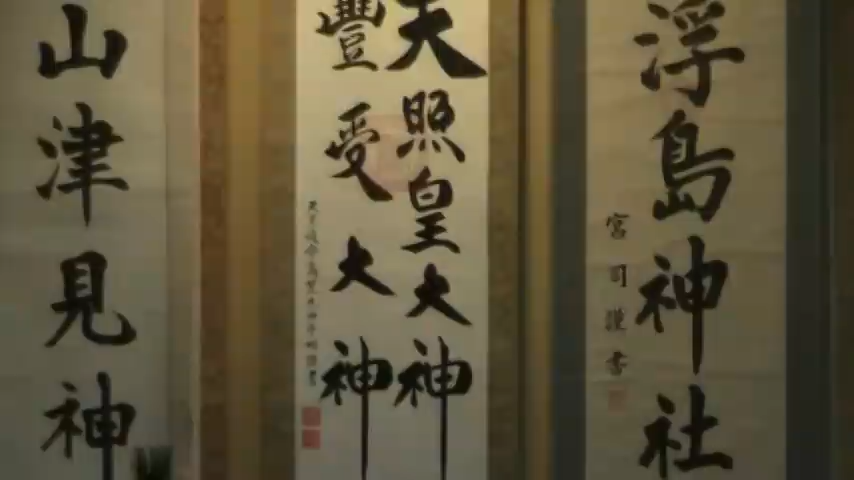 浮島神社
宮司謹書
天照皇大神
豐受大神
山津見神